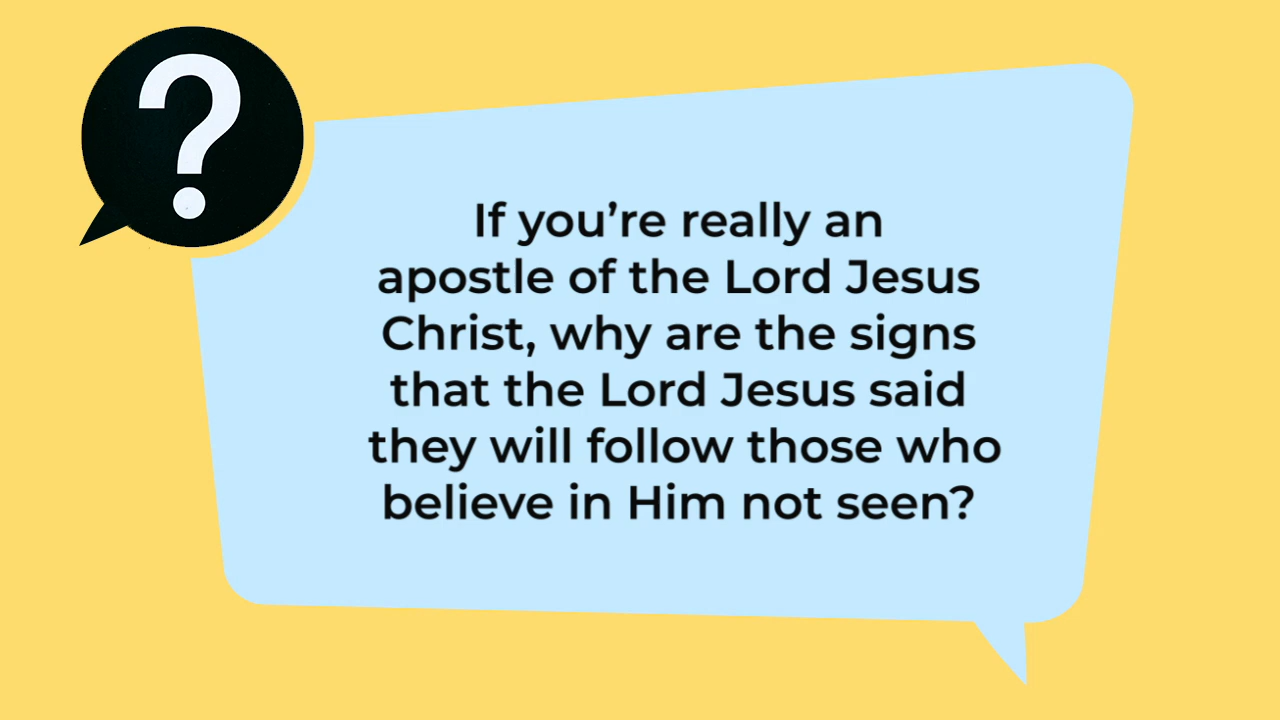 ?
If you’re really an
apostle of the Lord Jesus
Christ, why are the signs
that the Lord Jesus said
they will follow those who
believe in Him not seen?